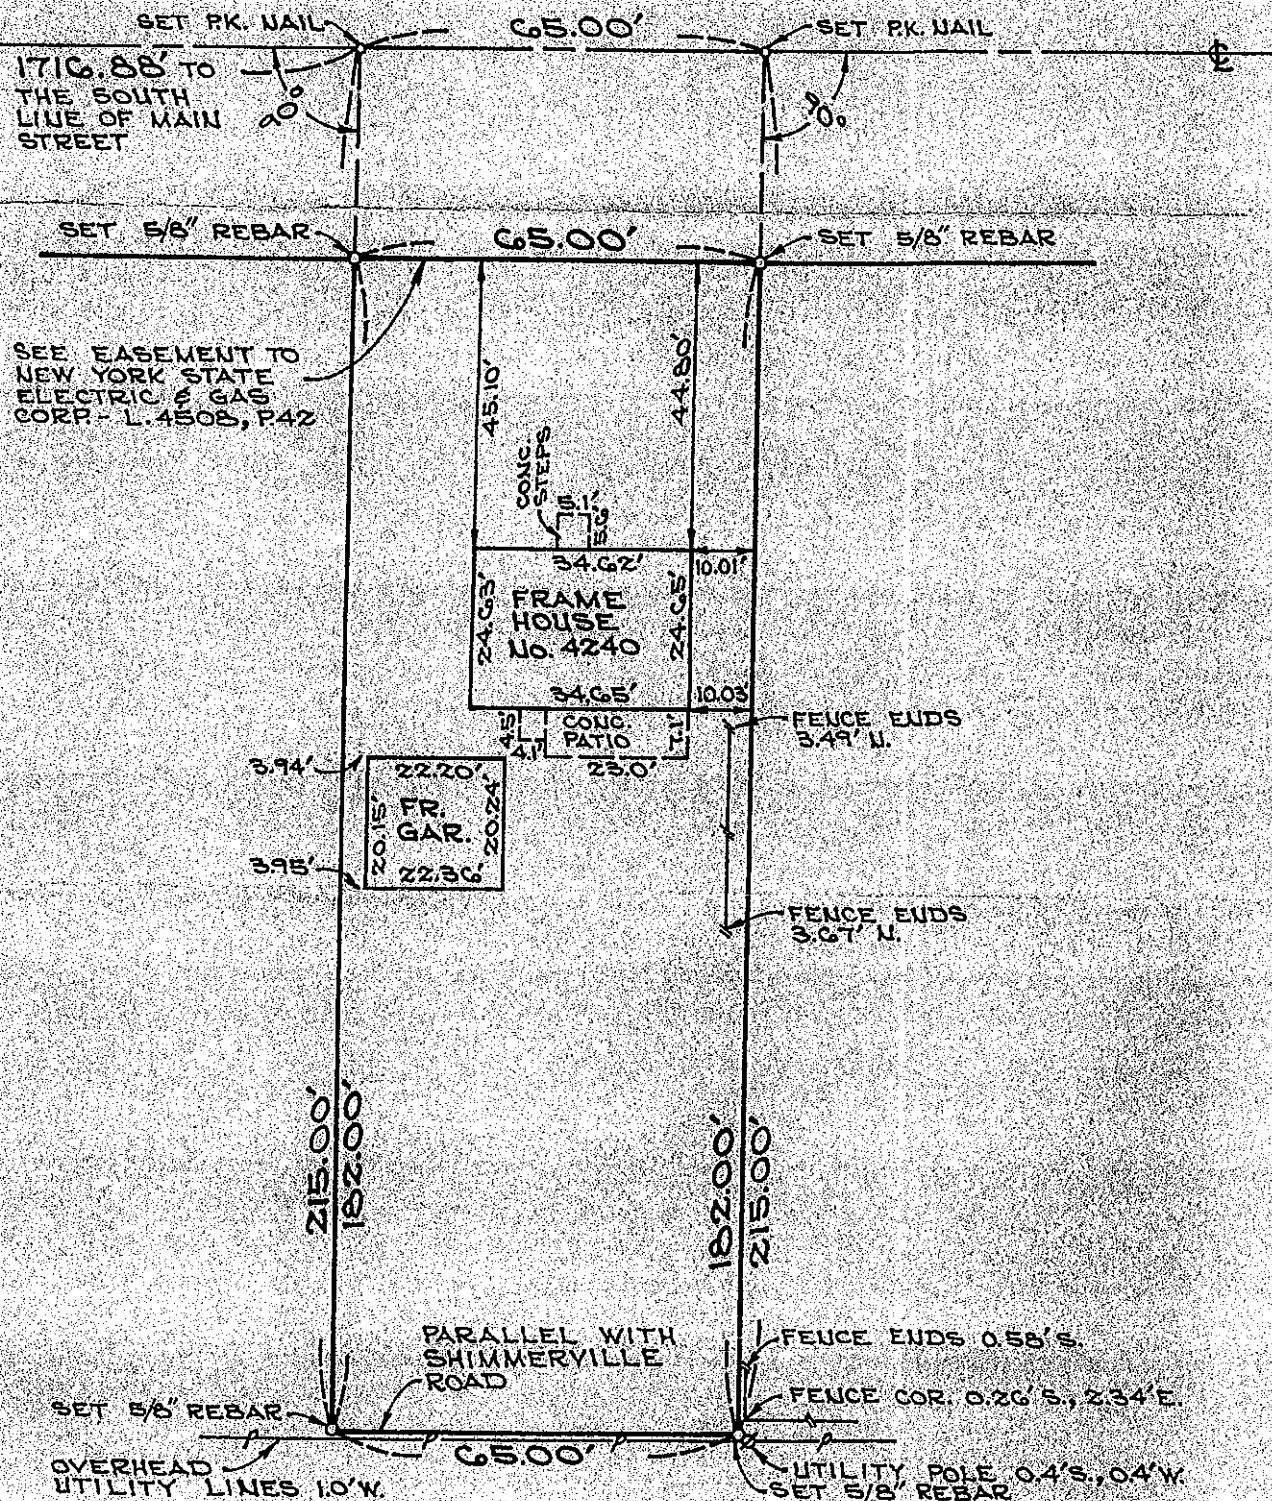 SET P.K. NAIL
65.00'
SET P.K. NAIL
1716.88' TO
THE SOUTH
LINE OF MAIN
STREET
90°
90°
℄
SET 5/8" REBAR
65.00'
SET 5/8" REBAR
SEE EASEMENT TO
NEW YORK STATE
ELECTRIC & GAS
CORP.- L.4508, P.42
45.10'
44.80'
CONC.
STEPS
5.1'
5.6
34.62'
10.01'
24.63'
FRAME
HOUSE
No. 4240
24.65'
34.65'
10.03'
4.5'
4.1'
CONC.
PATIO
7.1'
23.0'
FENCE ENDS
3.49' N.
3.94'
22.20'
20.15'
FR.
GAR.
20.24'
3.95'
22.36'
FENCE ENDS
3.67' N.
215.00'
182.00'
182.00'
215.00'
PARALLEL WITH
SHIMMERVILLE
ROAD
FENCE ENDS 0.58' S.
SET 5/8" REBAR
FENCE COR. 0.26' S., 2.34' E.
P
P
P
P
65.00'
OVERHEAD
UTILITY LINES 1.0' W.
UTILITY POLE 0.4' S., 0.4' W.
SET 5/8" REBAR